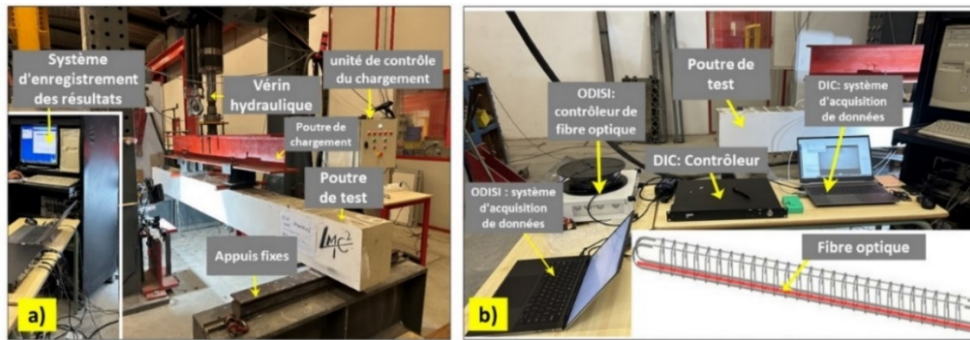 Système
d'enregistrement
des résultats
Vérin
hydraulique
unité de contrôle
du chargement
Poutre de
chargement
Poutre
de test
LMC²
Appuis fixes
a)
ODISI:
contrôleur de
fibre optique
Poutre de
test
DIC: système
d'acquisition
de données
DIC: Contrôleur
ODISI : système
d'acquisition
de données
Fibre optique
b)